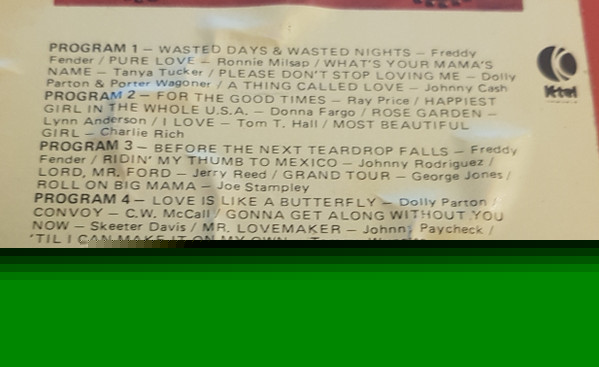 PROGRAM 1 – WASTED DAYS & WASTED NIGHTS – Freddy
Fender / PURE LOVE – Ronnie Milsap / WHAT'S YOUR MAMA'S
NAME – Tanya Tucker / PLEASE DON'T STOP LOVING ME – Dolly
Parton & Porter Wagoner / A THING CALLED LOVE – Johnny Cash
PROGRAM 2 – FOR THE GOOD TIMES – Ray Price / HAPPIEST
GIRL IN THE WHOLE U.S.A. – Donna Fargo / ROSE GARDEN –
Lynn Anderson / I LOVE – Tom T. Hall / MOST BEAUTIFUL
GIRL – Charlie Rich
PROGRAM 3 – BEFORE THE NEXT TEARDROP FALLS – Freddy
Fender / RIDIN' MY THUMB TO MEXICO – Johnny Rodriguez /
LORD, MR. FORD – Jerry Reed / GRAND TOUR – George Jones /
ROLL ON BIG MAMA – Joe Stampley
PROGRAM 4 – LOVE IS LIKE A BUTTERFLY – Dolly Parton /
CONVOY – C.W. McCall / GONNA GET ALONG WITHOUT YOU
NOW – Skeeter Davis / MR. LOVEMAKER – Johnny Paycheck /
'TIL I CAN MAKE IT ON MY OWN –
K-tel